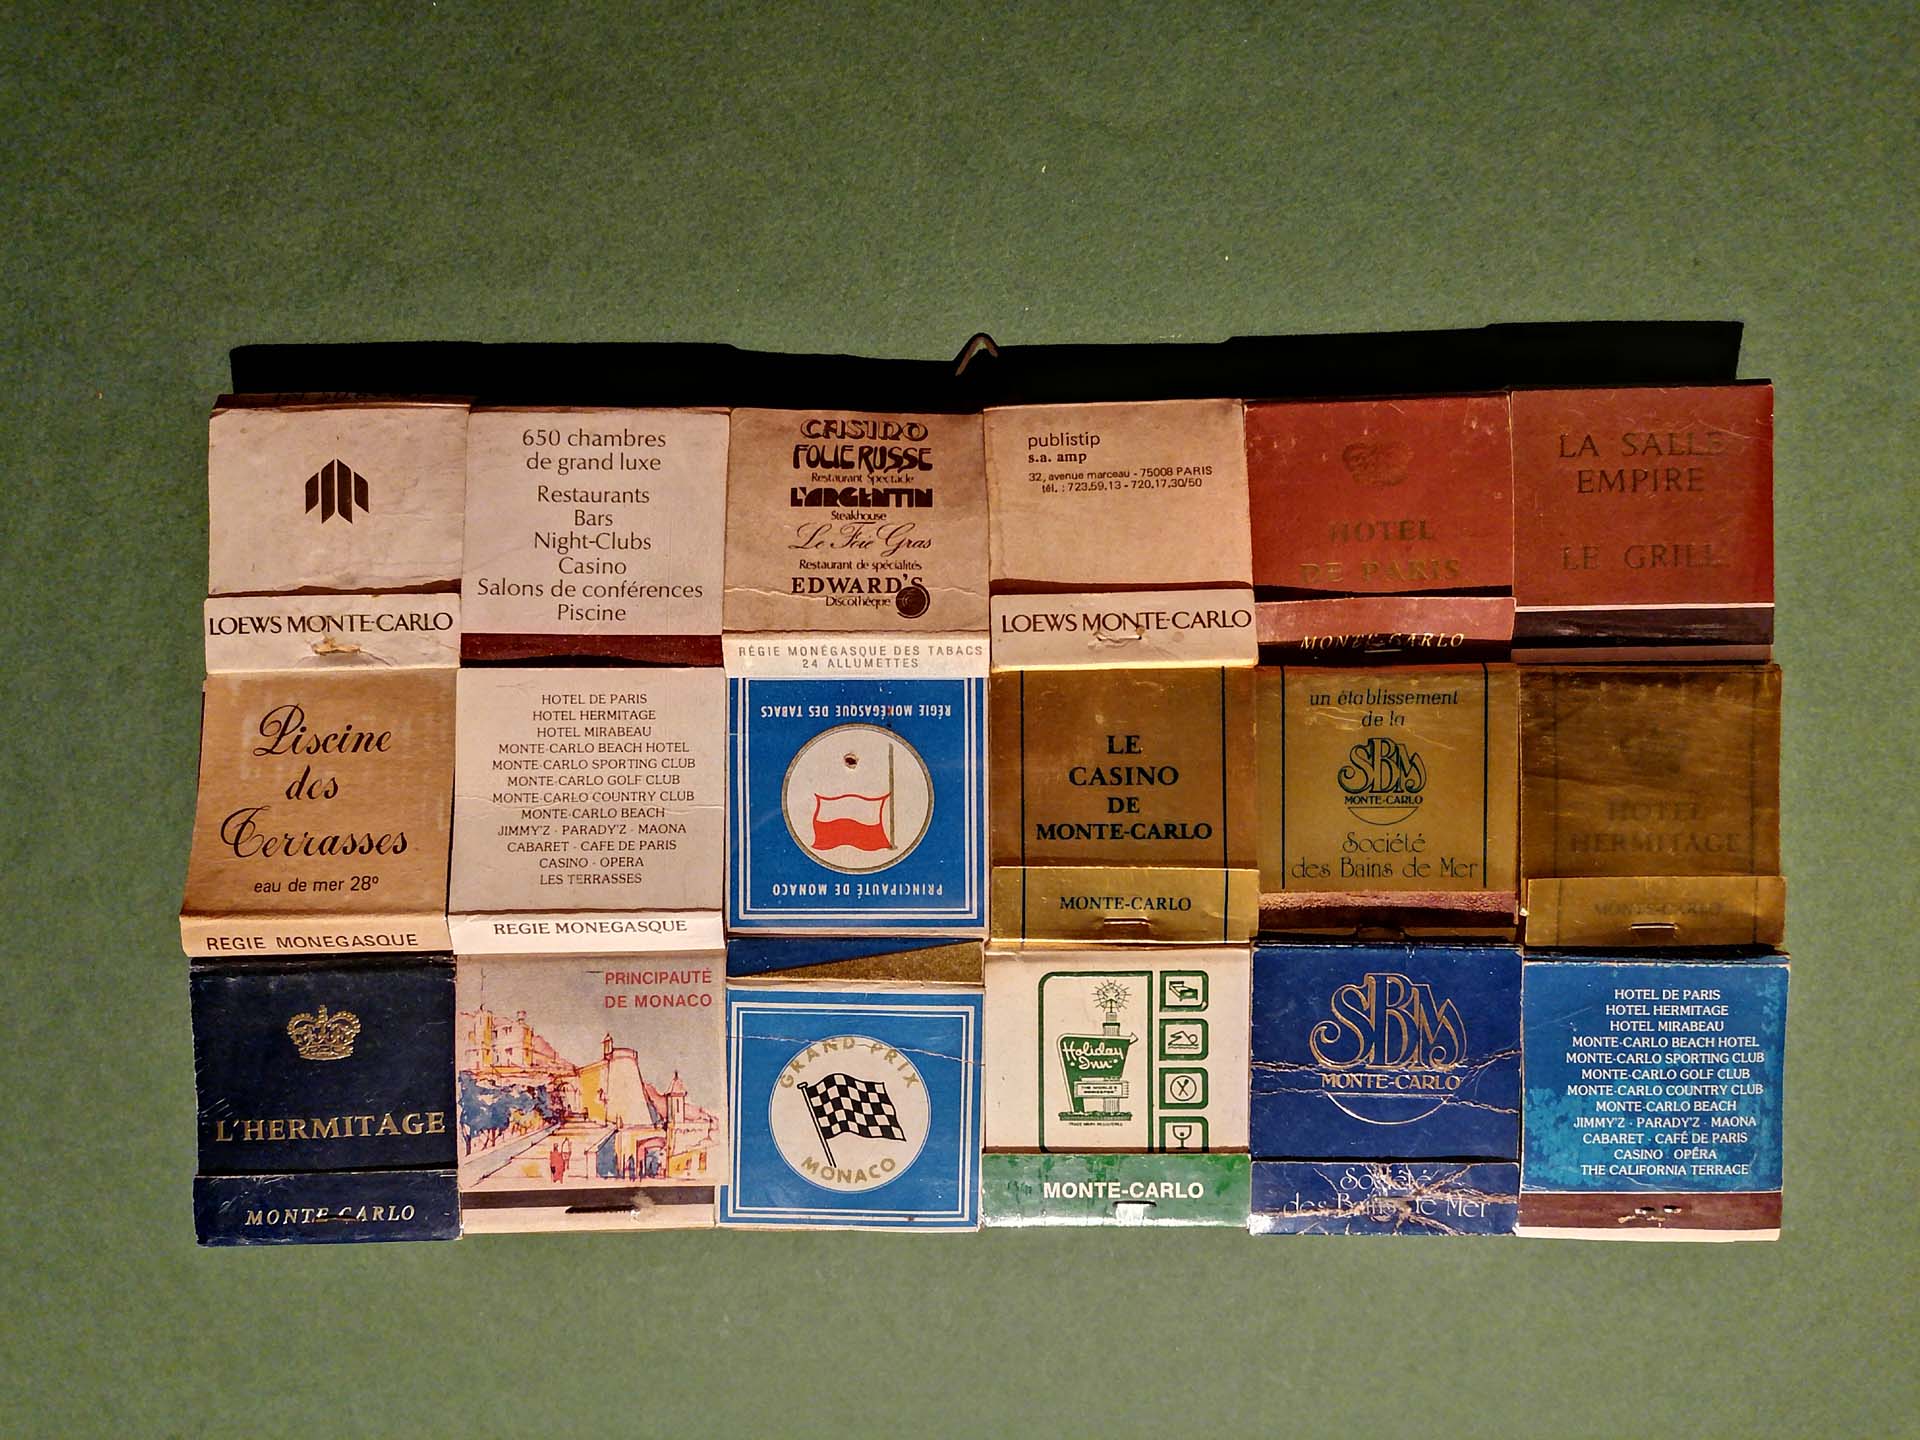 LOEWS MONTE-CARLO
650 chambres
de grand luxe
Restaurants
Bars
Night-Clubs
Casino
Salons de conférences
Piscine
CASINO
FOLIE RUSSE
Restaurant Spectacle
L'ARGENTIN
Steakhouse
Le Foie Gras
Restaurant de spécialités
EDWARD'S
Discothèque
RÉGIE MONÉGASQUE DES TABACS
24 ALLUMETTES
publistip
s.a. amp
32, avenue marceau - 75008 PARIS
tél. : 723.59.13 - 720.17.30/50
LOEWS MONTE-CARLO
HOTEL
DE PARIS
MONTE-CARLO
LA SALLE
EMPIRE
LE GRILL
Piscine
des
Terrasses
eau de mer 28º
REGIE MONEGASQUE
HOTEL DE PARIS
HOTEL HERMITAGE
HOTEL MIRABEAU
MONTE-CARLO BEACH HOTEL
MONTE-CARLO SPORTING CLUB
MONTE-CARLO GOLF CLUB
MONTE-CARLO COUNTRY CLUB
MONTE-CARLO BEACH
JIMMY'Z - PARADY'Z - MAONA
CABARET - CAFE DE PARIS
CASINO - OPERA
LES TERRASSES
REGIE MONEGASQUE
RÉGIE MONÉGASQUE DES TABACS
PRINCIPAUTÉ DE MONACO
LE
CASINO
DE
MONTE-CARLO
MONTE-CARLO
un établissement
de la
SBM
MONTE-CARLO
Société
des Bains de Mer
HOTEL
HERMITAGE
MONTE-CARLO
L'HERMITAGE
MONTE-CARLO
PRINCIPAUTÉ
DE MONACO
GRAND PRIX
MONACO
Holiday
Inn
MONTE-CARLO
SBM
MONTE-CARLO
Société
des Bains de Mer
HOTEL DE PARIS
HOTEL HERMITAGE
HOTEL MIRABEAU
MONTE-CARLO BEACH HOTEL
MONTE-CARLO SPORTING CLUB
MONTE-CARLO GOLF CLUB
MONTE-CARLO COUNTRY CLUB
MONTE-CARLO BEACH
JIMMY'Z - PARADY'Z - MAONA
CABARET - CAFÉ DE PARIS
CASINO OPÉRA
THE CALIFORNIA TERRACE